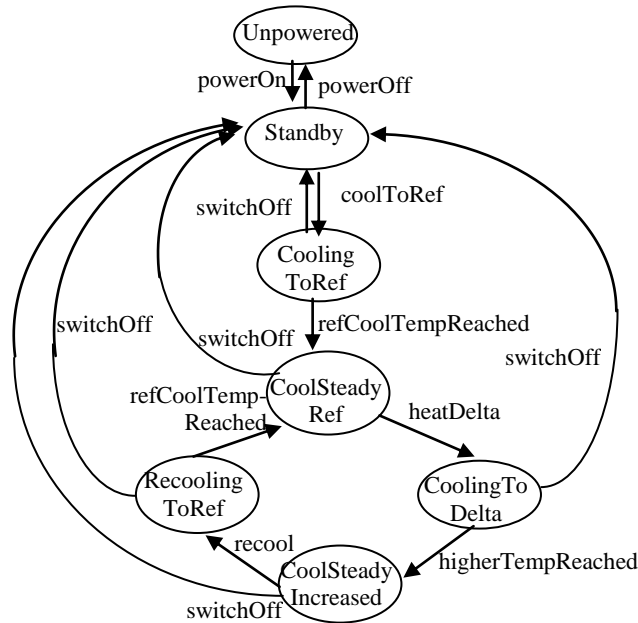 Unpowered
powerOn
powerOff
Standby
switchOff
coolToRef
Cooling
ToRef
switchOff
switchOff
refCoolTempReached
switchOff
refCoolTemp-
Reached
CoolSteady
Ref
heatDelta
Recooling
ToRef
CoolingTo
Delta
recool
higherTempReached
CoolSteady
Increased
switchOff